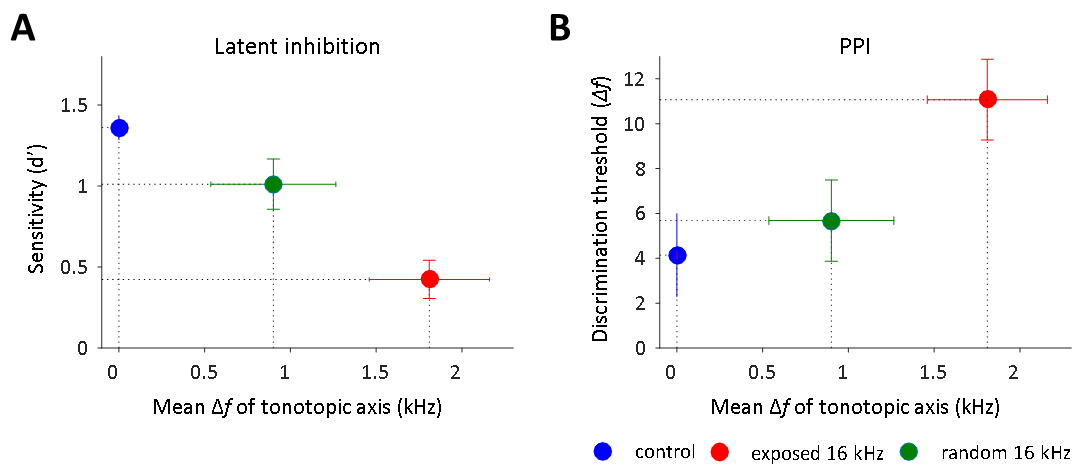 A
Latent inhibition
Sensitivity (d’)
1.5
1
0.5
0
0
0.5
1
1.5
2
Mean Δf of tonotopic axis (kHz)
B
PPI
Discrimination threshold (Δf)
12
10
8
6
4
2
0
0
0.5
1
1.5
2
Mean Δf of tonotopic axis (kHz)
control
exposed 16 kHz
random 16 kHz